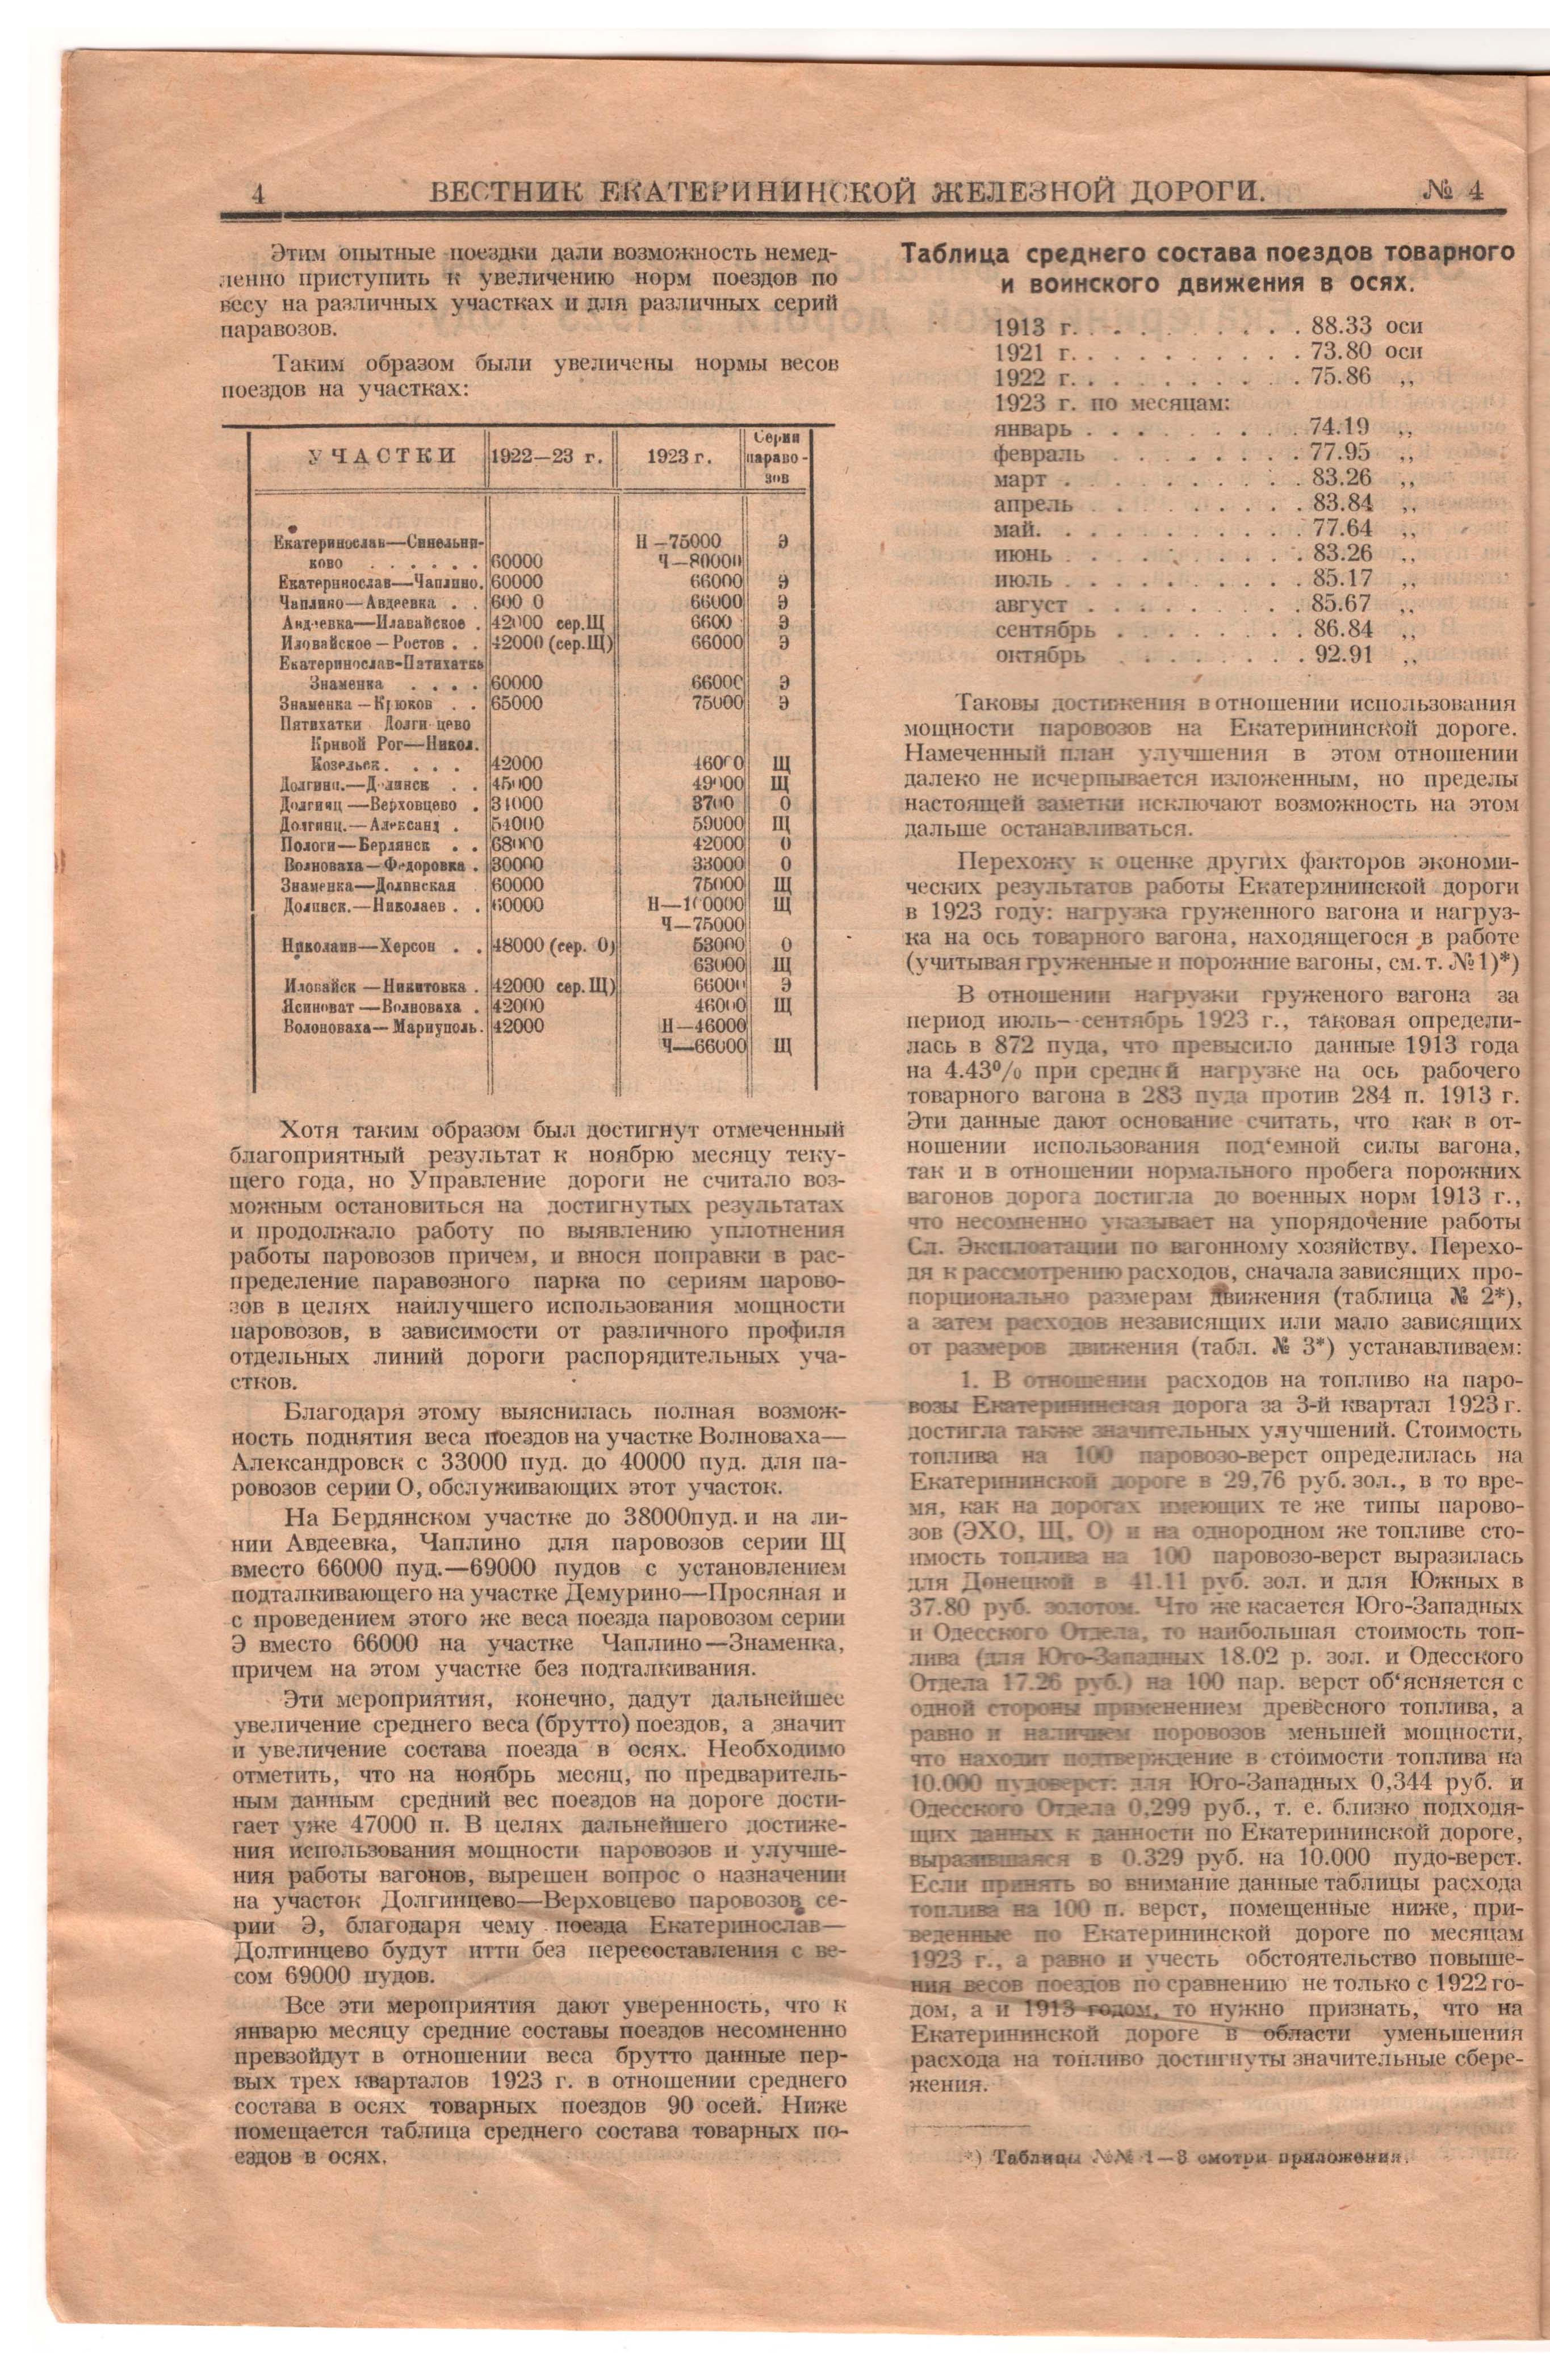 4 ВЕСТНИК ЕКАТЕРИНИНСКОЙ ЖЕЛЕЗНОЙ ДОРОГИ. № 4
Этим опытные поездки дали возможность немед-
ленно приступить к увеличению норм поездов по
весу на различных участках и для различных серий
паравозов.
Таким образом были увеличены нормы весов
поездов на участках:
УЧАСТКИ 1922—23 г. 1923 г. Серии
параво-
зов
Екатеринослав—Синельни- Н—75000 Э
ково . . . . . . 60000 Ч—80000
Екатеринослав—Чаплино. 60000 66000 Э
Чаплино—Авдеевка . . 600 0 66000 Э
Авдеевка—Илавайское . 42000 сер.Щ 6600 Э
Иловайское—Ростов . . 42000 (сер.Щ) 66000 Э
Екатеринослав-Пятихатка
Знаменка . . . . 60000 66000 Э
Знаменка—Крюков . . 65000 75000 Э
Пятихатки Долгинцево
Кривой Рог—Никол.
Козельск. . . . 42000 46000 Щ
Долгинц.—Долинск . . 45000 49000 Щ
Долгинц—Верховцево . 31000 3700 О
Долгинц.—Александ . 54000 59000 Щ
Пологи—Бердянск . . 68000 42000 О
Волноваха—Федоровка . 30000 33000 О
Знаменка—Долинская 60000 75000 Щ
Долинск.—Николаев . . 60000 Н—100000 Щ
Ч—75000
Николаив—Херсон . . 48000 (сер. О) 53000 О
63000 Щ
Иловайск—Никитовка . 42000 сер.Щ) 66000 Э
Ясиноват—Волноваха . 42000 46000 Щ
Волоноваха—Мариуполь. 42000 Н—46000
Ч—66000 Щ
Хотя таким образом был достигнут отмеченный
благоприятный результат к ноябрю месяцу теку-
щего года, но Управление дороги не считало воз-
можным остановиться на достигнутых результатах
и продолжало работу по выявлению уплотнения
работы паровозов причем, и внося поправки в рас-
пределение паравозного парка по сериям парово-
зов в целях наилучшего использования мощности
паровозов, в зависимости от различного профиля
отдельных линий дороги распорядительных уча-
стков.
Благодаря этому выяснилась полная возмож-
ность поднятия веса поездов на участке Волноваха—
Александровск с 33000 пуд. до 40000 пуд. для па-
ровозов серии О, обслуживающих этот участок.
На Бердянском участке до 38000пуд. и на ли-
нии Авдеевка, Чаплино для паровозов серии Щ
вместо 66000 пуд.—69000 пудов с установлением
подталкивающего на участке Демурино—Просяная и
с проведением этого же веса поезда паровозом серии
Э вместо 66000 на участке Чаплино—Знаменка,
причем на этом участке без подталкивания.
Эти мероприятия, конечно, дадут дальнейшее
увеличение среднего веса (брутто) поездов, а значит
и увеличение состава поезда в осях. Необходимо
отметить, что на ноябрь месяц, по предваритель-
ным данным средний вес поездов на дороге дости-
гает уже 47000 п. В целях дальнейшего достиже-
ния использования мощности паровозов и улучше-
ния работы вагонов, вырешен вопрос о назначении
на участок Долгинцево—Верховцево паровозов се-
рии Э, благодаря чему поезда Екатеринослав—
Долгинцево будут итти без пересоставления с ве-
сом 69000 пудов.
Все эти мероприятия дают уверенность, что к
январю месяцу средние составы поездов несомненно
превзойдут в отношении веса брутто данные пер-
вых трех кварталов 1923 г. в отношении среднего
состава в осях товарных поездов 90 осей. Ниже
помещается таблица среднего состава товарных по-
ездов в осях.
Таблица среднего состава поездов товарного
и воинского движения в осях.
1913 г. . . . . . . . . . . 88.33 оси
1921 г. . . . . . . . . . . 73.80 оси
1922 г. . . . . . . . . . . 75.86 ,,
1923 г. по месяцам:
январь . . . . . . . . . 74.19 ,,
февраль . . . . . . . . 77.95 ,,
март . . . . . . . . . . 83.26 ,,
апрель . . . . . . . . . 83.84 ,,
май. . . . . . . . . . . 77.64 ,,
июнь . . . . . . . . . . 83.26 ,,
июль . . . . . . . . . . 85.17 ,,
август . . . . . . . . . 85.67 ,,
сентябрь . . . . . . . . 86.84 ,,
октябрь . . . . . . . . 92.91 ,,
Таковы достижения в отношении использования
мощности паровозов на Екатерининской дороге.
Намеченный план улучшения в этом отношении
далеко не исчерпывается изложенным, но пределы
настоящей заметки исключают возможность на этом
дальше останавливаться.
Перехожу к оценке других факторов экономи-
ческих результатов работы Екатерининской дороги
в 1923 году: нагрузка груженного вагона и нагруз-
ка на ось товарного вагона, находящегося в работе
(учитывая груженные и порожние вагоны, см. т. №1)*)
В отношении нагрузки груженого вагона за
период июль—сентябрь 1923 г., таковая определи-
лась в 872 пуда, что превысило данные 1913 года
на 4.43% при средней нагрузке на ось рабочего
товарного вагона в 283 пуда против 284 п. 1913 г.
Эти данные дают основание считать, что как в от-
ношении использования под‘емной силы вагона,
так и в отношении нормального пробега порожних
вагонов дорога достигла до военных норм 1913 г.,
что несомненно указывает на упорядочение работы
Сл. Эксплоатации по вагонному хозяйству. Перехо-
дя к рассмотрению расходов, сначала зависящих про-
порционально размерам движения (таблица № 2*),
а затем расходов независящих или мало зависящих
от размеров движения (табл. № 3*) устанавливаем:
1. В отношении расходов на топливо на паро-
возы Екатерининская дорога за 3-й квартал 1923 г.
достигла также значительных улучшений. Стоимость
топлива на 100 паровозо-верст определилась на
Екатерининской дороге в 29,76 руб. зол., в то вре-
мя, как на дорогах имеющих те же типы парово-
зов (ЭХО, Щ, О) и на однородном же топливе сто-
имость топлива на 100 паровозо-верст выразилась
для Донецкой в 41.11 руб. зол. и для Южных в
37.80 руб. золотом. Что же касается Юго-Западных
и Одесского Отдела, то наибольшая стоимость топ-
лива (для Юго-Западных 18.02 р. зол. и Одесского
Отдела 17.26 руб.) на 100 пар. верст об‘ясняется с
одной стороны применением древесного топлива, а
равно и наличием поровозов меньшей мощности,
что находит подтверждение в стоимости топлива на
10.000 пудоверст: для Юго-Западных 0,344 руб. и
Одесского Отдела 0,299 руб., т. е. близко подходя-
щих данных к данности по Екатерининской дороге,
выразившаяся в 0.329 руб. на 10.000 пудо-верст.
Если принять во внимание данные таблицы расхода
топлива на 100 п. верст, помещенные ниже, при-
веденные по Екатерининской дороге по месяцам
1923 г., а равно и учесть обстоятельство повыше-
ния весов поездов по сравнению не только с 1922 го-
дом, а и 1913 годом, то нужно признать, что на
Екатерининской дороге в области уменьшения
расхода на топливо достигнуты значительные сбере-
жения.
*) Таблицы №№ 1—3 смотри приложения.